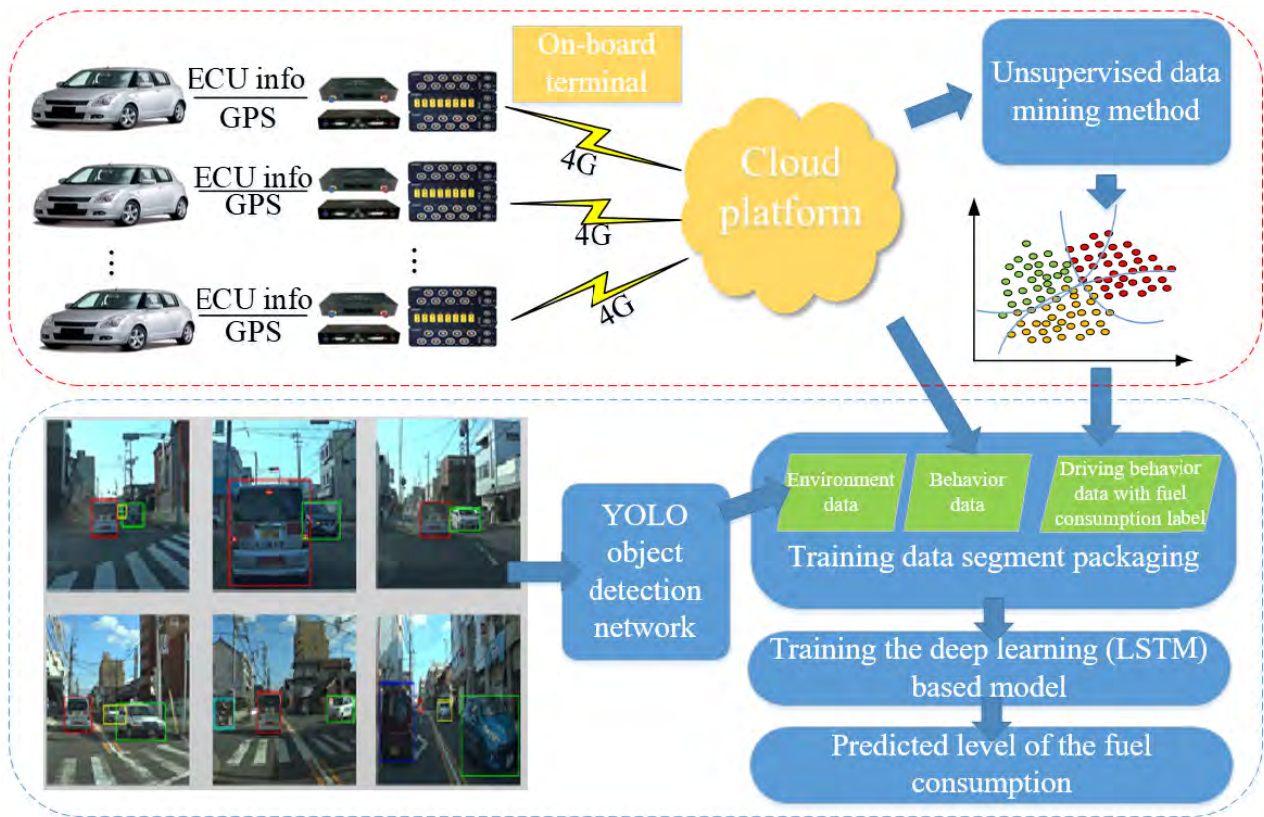 On-board
terminal
ECU info
GPS
4G
ECU info
GPS
4G
ECU info
GPS
4G
Cloud
platform
Unsupervised data
mining method
YOLO
object
detection
network
Environment
data
Behavior
data
Driving behavior
data with fuel
consumption label
Training data segment packaging
Training the deep learning (LSTM)
based model
Predicted level of the fuel
consumption